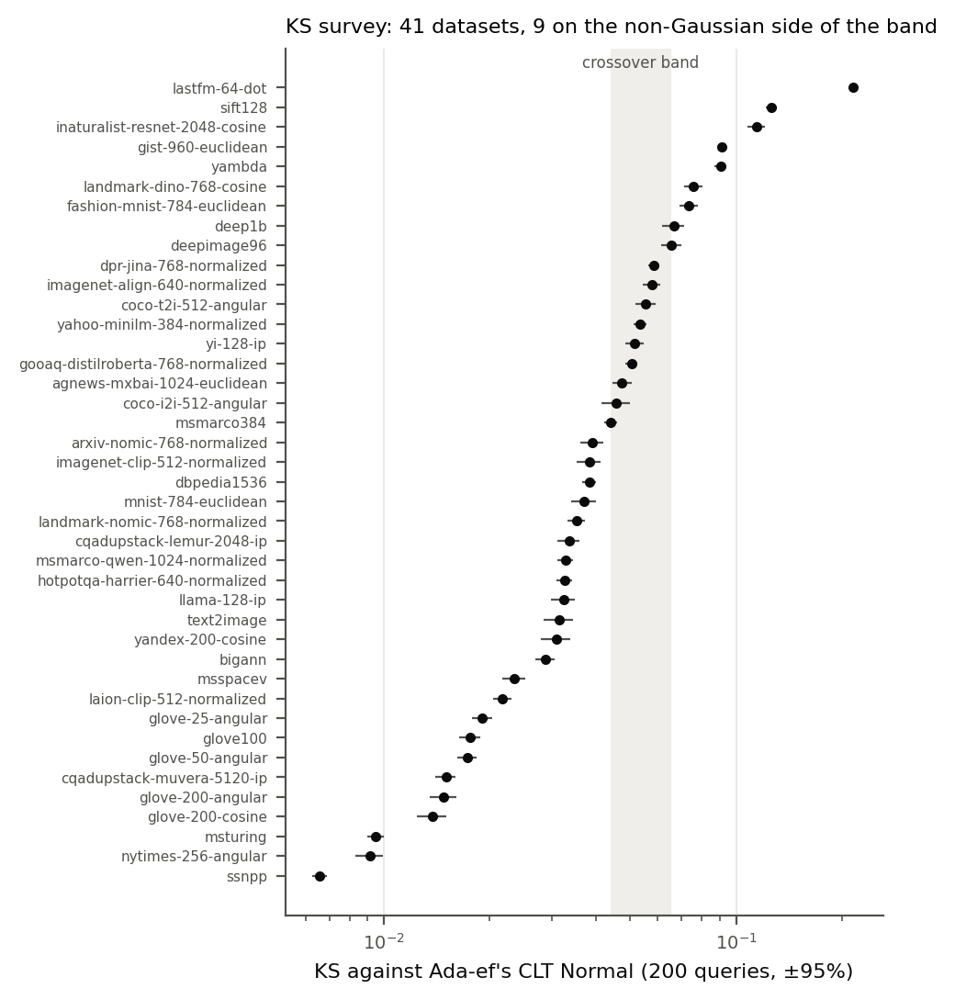 KS survey: 41 datasets, 9 on the non-Gaussian side of the band
crossover band
lastfm-64-dot
sift128
inaturalist-resnet-2048-cosine
gist-960-euclidean
yambda
landmark-dino-768-cosine
fashion-mnist-784-euclidean
deep1b
deepimage96
dpr-jina-768-normalized
imagenet-align-640-normalized
coco-t2i-512-angular
yahoo-minilm-384-normalized
yi-128-ip
gooaq-distilroberta-768-normalized
agnews-mxbai-1024-euclidean
coco-i2i-512-angular
msmarco384
arxiv-nomic-768-normalized
imagenet-clip-512-normalized
dbpedia1536
mnist-784-euclidean
landmark-nomic-768-normalized
cqadupstack-lemur-2048-ip
msmarco-qwen-1024-normalized
hotpotqa-harrier-640-normalized
llama-128-ip
text2image
yandex-200-cosine
bigann
msspacev
laion-clip-512-normalized
glove-25-angular
glove100
glove-50-angular
cqadupstack-muvera-5120-ip
glove-200-angular
glove-200-cosine
msturing
nytimes-256-angular
ssnpp
10⁻² 10⁻¹
KS against Ada-ef's CLT Normal (200 queries, ±95%)